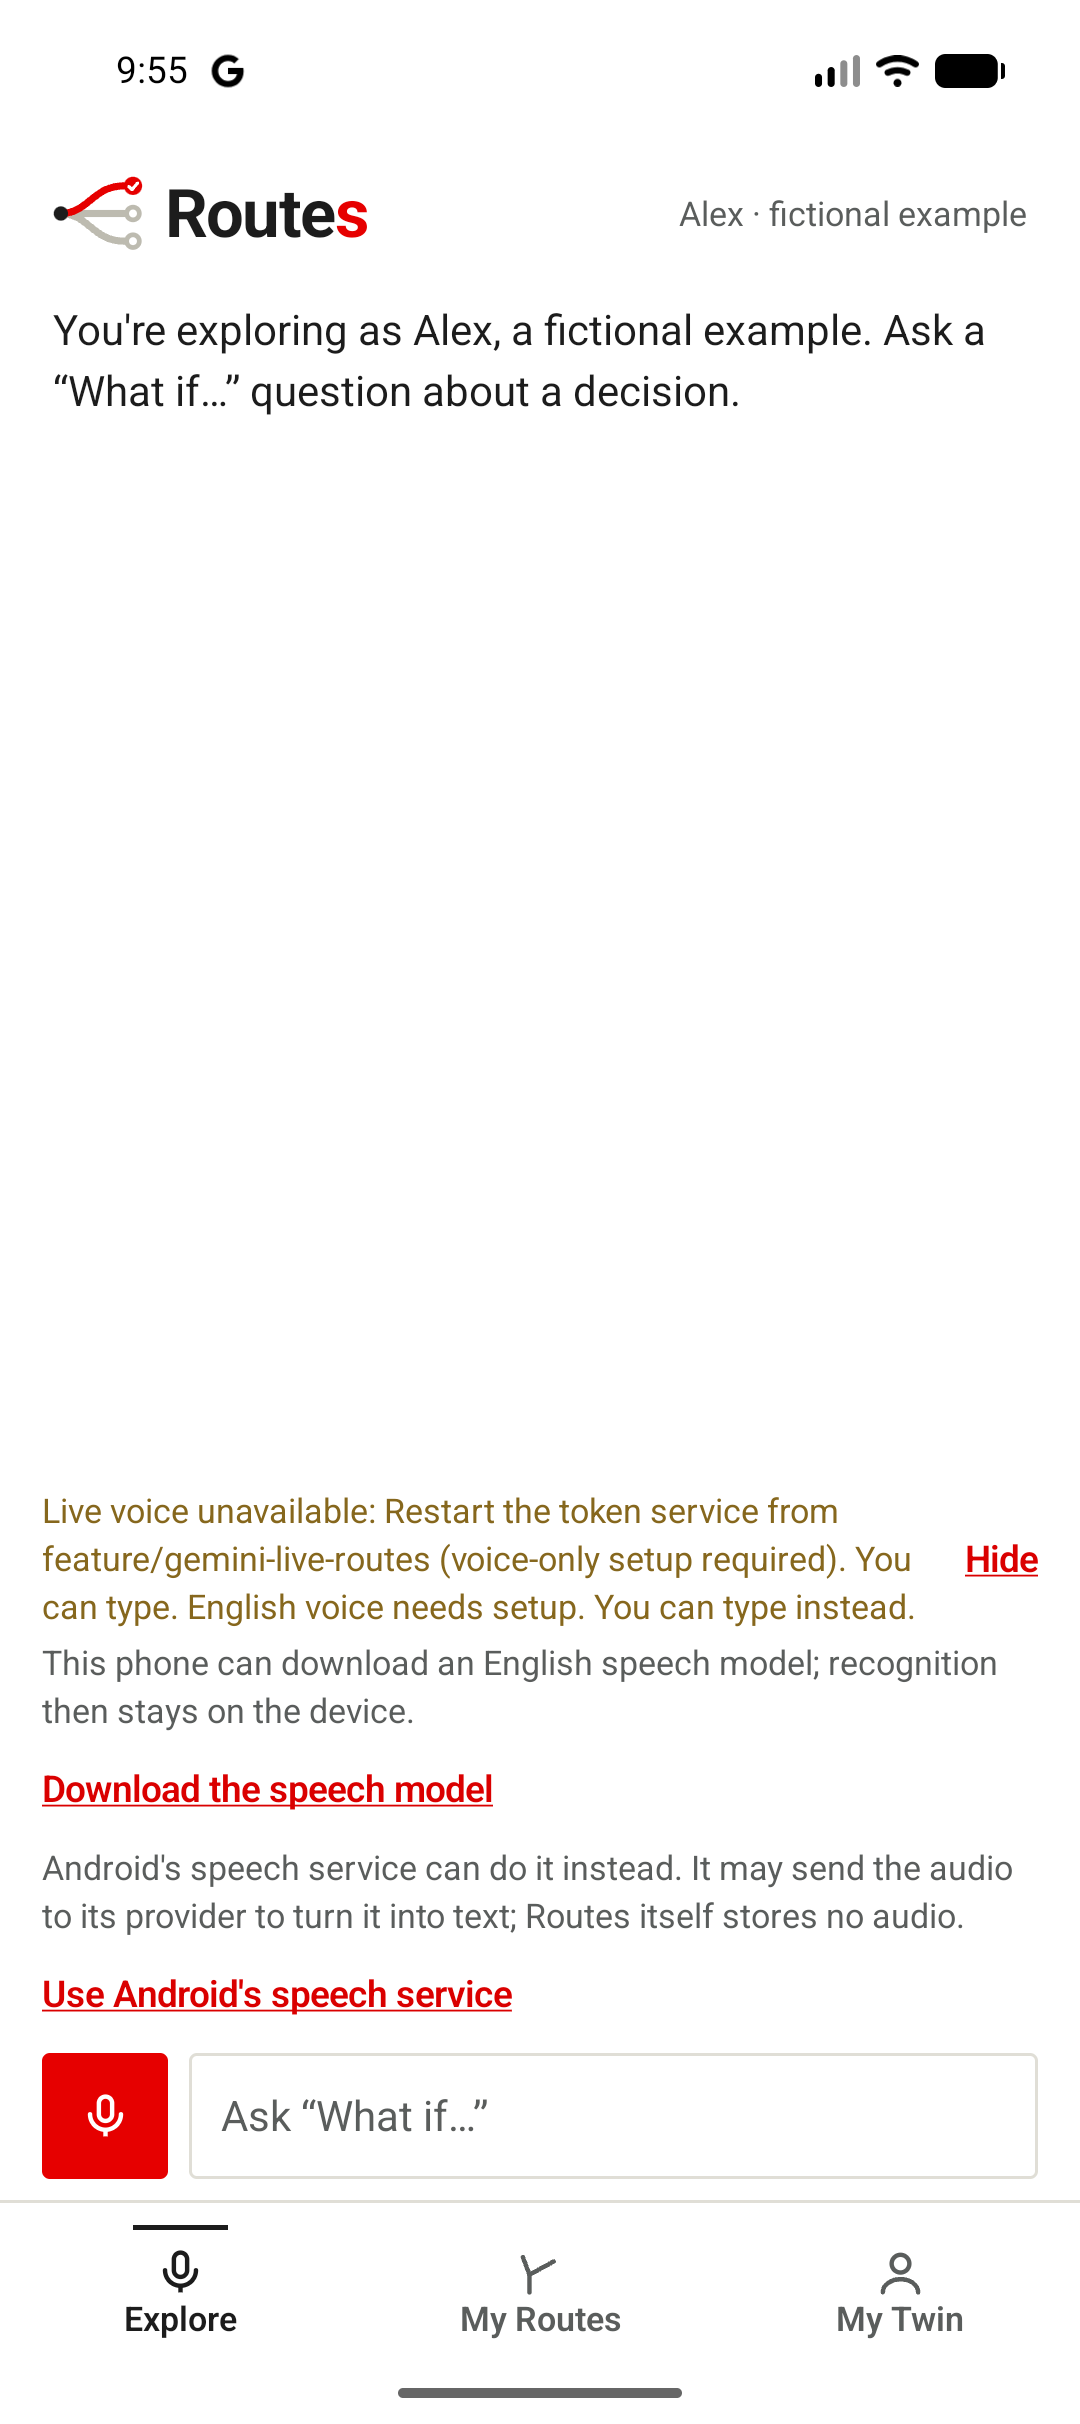 9:55
Routes
Alex · fictional example
You're exploring as Alex, a fictional example. Ask a
“What if...” question about a decision.
Live voice unavailable: Restart the token service from
feature/gemini-live-routes (voice-only setup required). You
can type. English voice needs setup. You can type instead.
Hide
This phone can download an English speech model; recognition
then stays on the device.
Download the speech model
Android's speech service can do it instead. It may send the audio
to its provider to turn it into text; Routes itself stores no audio.
Use Android's speech service
Ask “What if...”
Explore
My Routes
My Twin